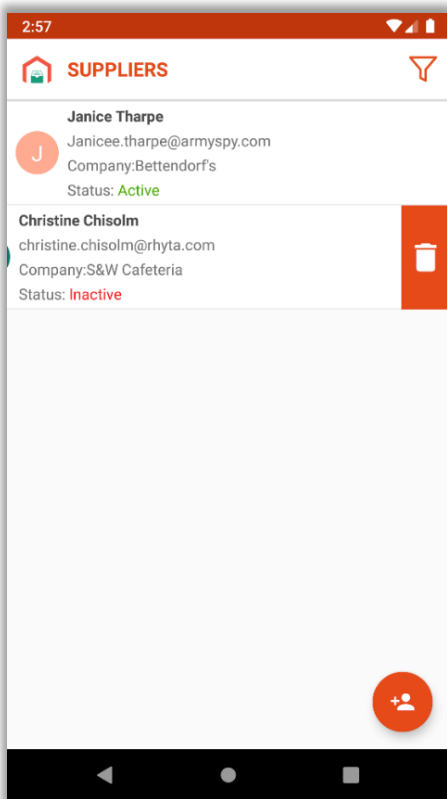 2:57
SUPPLIERS
Janice Tharpe
J
Janicee.tharpe@armyspy.com
Company:Bettendorf's
Status: Active
Christine Chisolm
christine.chisolm@rhyta.com
Company:S&W Cafeteria
Status: Inactive